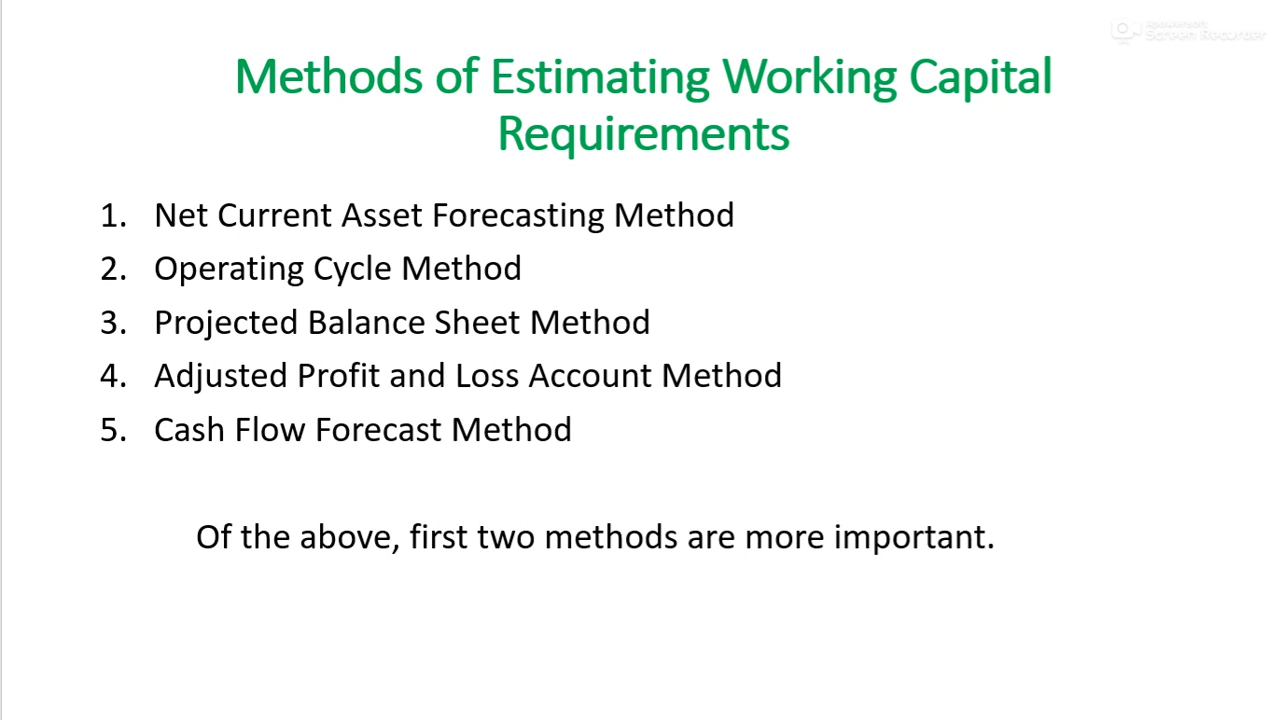 Screen Recorder
Methods of Estimating Working Capital
Requirements
1. Net Current Asset Forecasting Method
2. Operating Cycle Method
3. Projected Balance Sheet Method
4. Adjusted Profit and Loss Account Method
5. Cash Flow Forecast Method
Of the above, first two methods are more important.